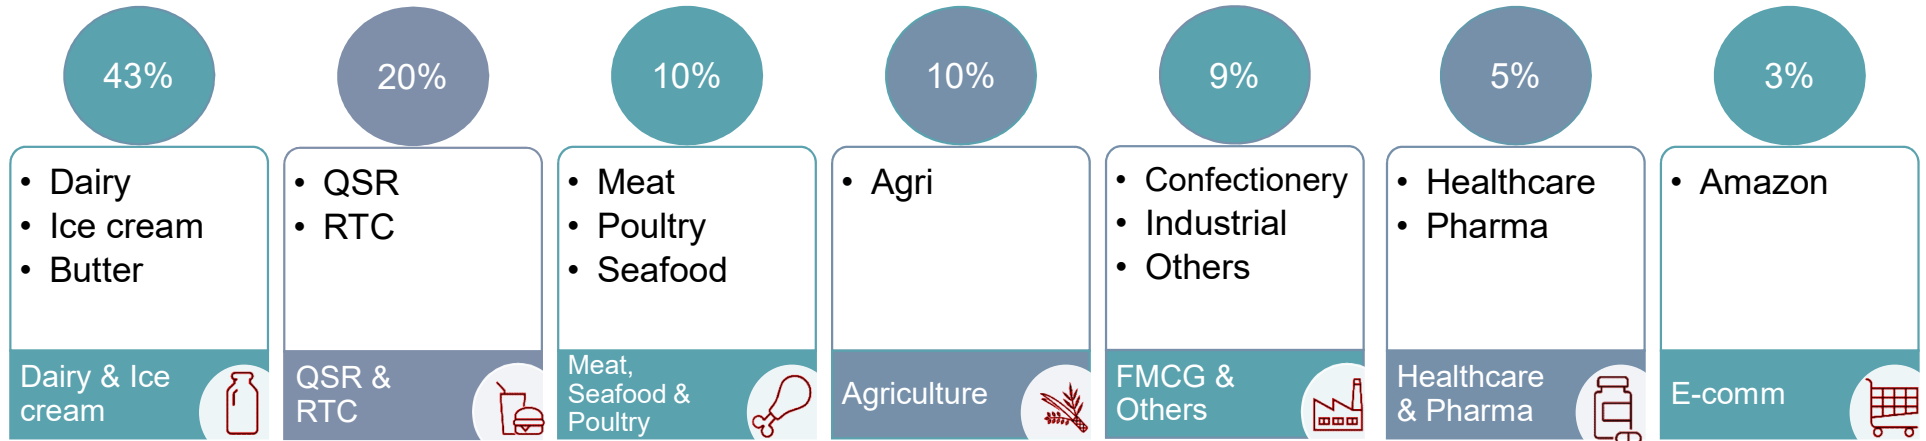 43%
20%
10%
10%
9%
5%
3%
• Dairy
• Ice cream
• Butter
• QSR
• RTC
• Meat
• Poultry
• Seafood
• Agri
• Confectionery
• Industrial
• Others
• Healthcare
• Pharma
• Amazon
Dairy & Ice
cream
QSR &
RTC
Meat,
Seafood &
Poultry
Agriculture
FMCG &
Others
Healthcare
& Pharma
E-comm